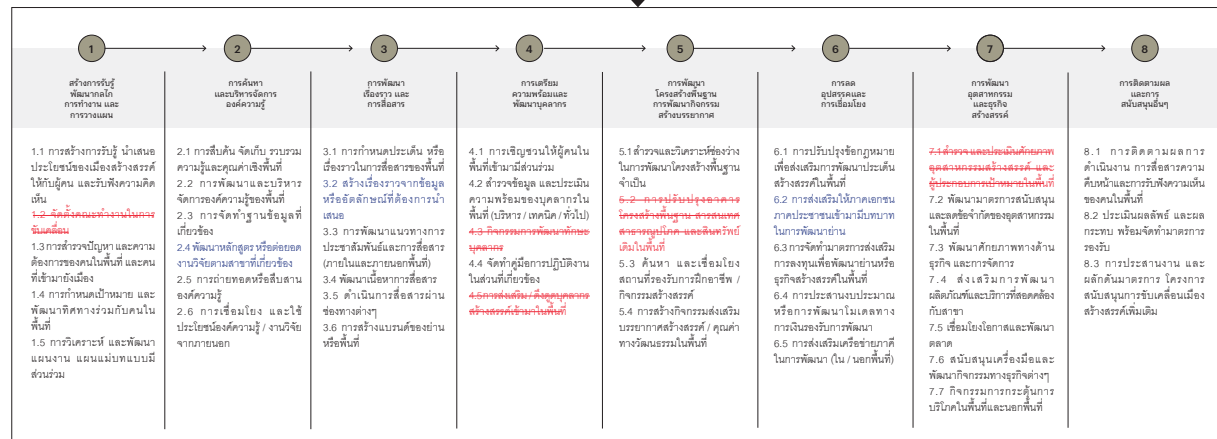 1
2
3
4
5
6
7
8
สร้างการรับรู้
พัฒนากลไก
การทำงาน และ
การวางแผน
การค้นหา
และบริหารจัดการ
องค์ความรู้
การพัฒนา
เรื่องราว และ
การสื่อสาร
การเตรียม
ความพร้อมและ
พัฒนาบุคลากร
การพัฒนา
โครงสร้างพื้นฐาน
การพัฒนากิจกรรม
สร้างบรรยากาศ
การลด
อุปสรรคและ
การเชื่อมโยง
การพัฒนา
อุตสาหกรรม
และธุรกิจ
สร้างสรรค์
การติดตามผล
และการ
สนับสนุนอื่นๆ
1.1 การสร้างการรับรู้ นำเสนอ
ประโยชน์ของเมืองสร้างสรรค์
ให้กับผู้คน และรับฟังความคิด
เห็น
1.2 จัดตั้งคณะทำงานในการ
ขับเคลื่อน
1.3 การสำรวจปัญหา และความ
ต้องการของคนในพื้นที่ และคน
ที่เข้ามายังเมือง
1.4 การกำหนดเป้าหมาย และ
พัฒนาทิศทางร่วมกับคนใน
พื้นที่
1.5 การวิเคราะห์ และพัฒนา
แผนงาน แผนแม่บทแบบมี
ส่วนร่วม
2.1 การสืบค้น จัดเก็บ รวบรวม
ความรู้และคุณค่าเชิงพื้นที่
2.2 การพัฒนาและบริหาร
จัดการองค์ความรู้ของพื้นที่
2.3 การจัดทำฐานข้อมูลที่
เกี่ยวข้อง
2.4 พัฒนาหลักสูตร หรือต่อยอด
งานวิจัยตามสาขาที่เกี่ยวข้อง
2.5 การถ่ายทอดหรือสืบสาน
องค์ความรู้
2.6 การเชื่อมโยง และใช้
ประโยชน์องค์ความรู้ / งานวิจัย
จากภายนอก
3.1 การกำหนดประเด็น หรือ
เรื่องราวในการสื่อสารของพื้นที่
3.2 สร้างเรื่องราวจากข้อมูล
หรืออัตลักษณ์ที่ต้องการนำ
เสนอ
3.3 การพัฒนาแนวทางการ
ประชาสัมพันธ์และการสื่อสาร
(ภายในและภายนอกพื้นที่)
3.4 พัฒนาเนื้อหาการสื่อสาร
3.5 ดำเนินการสื่อสารผ่าน
ช่องทางต่างๆ
3.6 การสร้างแบรนด์ของย่าน
หรือพื้นที่
4.1 การเชิญชวนให้ผู้คนใน
พื้นที่เข้ามามีส่วนร่วม
4.2 สำรวจข้อมูล และประเมิน
ความพร้อมของบุคลากรใน
พื้นที่ (บริหาร / เทคนิค / ทั่วไป)
4.3 กิจกรรมการพัฒนาทักษะ
บุคลากร
4.4 จัดทำคู่มือการปฏิบัติงาน
ในส่วนที่เกี่ยวข้อง
4.5 การส่งเสริม / ดึงดูดบุคลากร
สร้างสรรค์เข้ามาในพื้นที่
5.1 สำรวจและวิเคราะห์ช่องว่าง
ในการพัฒนาโครงสร้างพื้นฐาน
จำเป็น
5.2 การปรับปรุงอาคาร
โครงสร้างพื้นฐาน สารสนเทศ
สาธารณูปโภค และสินทรัพย์
เดิมในพื้นที่
5.3 ค้นหา และเชื่อมโยง
สถานที่รองรับการฝึกอาชีพ /
กิจกรรมสร้างสรรค์
5.4 การสร้างกิจกรรมส่งเสริม
บรรยากาศสร้างสรรค์ / คุณค่า
ทางวัฒนธรรมในพื้นที่
6.1 การปรับปรุงข้อกฎหมาย
เพื่อส่งเสริมการพัฒนาประเด็น
สร้างสรรค์ในพื้นที่
6.2 การส่งเสริมให้ภาคเอกชน
ภาคประชาชนเข้ามามีบทบาท
ในการพัฒนาย่าน
6.3 การจัดทำมาตรการส่งเสริม
การลงทุนเพื่อพัฒนาย่านหรือ
ธุรกิจสร้างสรรค์ในพื้นที่
6.4 การประสานงบประมาณ
หรือการพัฒนาโมเดลทาง
การเงินรองรับการพัฒนา
6.5 การส่งเสริมเครือข่ายภาคี
ในการพัฒนา (ใน / นอกพื้นที่)
7.1 สำรวจ และประเมินศักยภาพ
อุตสาหกรรมสร้างสรรค์ และ
ผู้ประกอบการเป้าหมายในพื้นที่
7.2 พัฒนามาตรการสนับสนุน
และลดข้อจำกัดของอุตสาหกรรม
ในพื้นที่
7.3 พัฒนาศักยภาพทางด้าน
ธุรกิจ และการจัดการ
7.4 ส่งเสริมการพัฒนา
ผลิตภัณฑ์และบริการที่สอดคล้อง
กับสาขา
7.5 เชื่อมโยงโอกาสและพัฒนา
ตลาด
7.6 สนับสนุนเครื่องมือและ
พัฒนากิจกรรมทางธุรกิจต่างๆ
7.7 กิจกรรมการกระตุ้นการ
บริโภคในพื้นที่และนอกพื้นที่
8.1 การติดตามผลการ
ดำเนินงาน การสื่อสารความ
คืบหน้าและการรับฟังความเห็น
ของคนในพื้นที่
8.2 ประเมินผลลัพธ์ และผล
กระทบ พร้อมจัดทำมาตรการ
รองรับ
8.3 การประสานงาน และ
ผลักดันมาตรการ โครงการ
สนับสนุนการขับเคลื่อนเมือง
สร้างสรรค์เพิ่มเติม